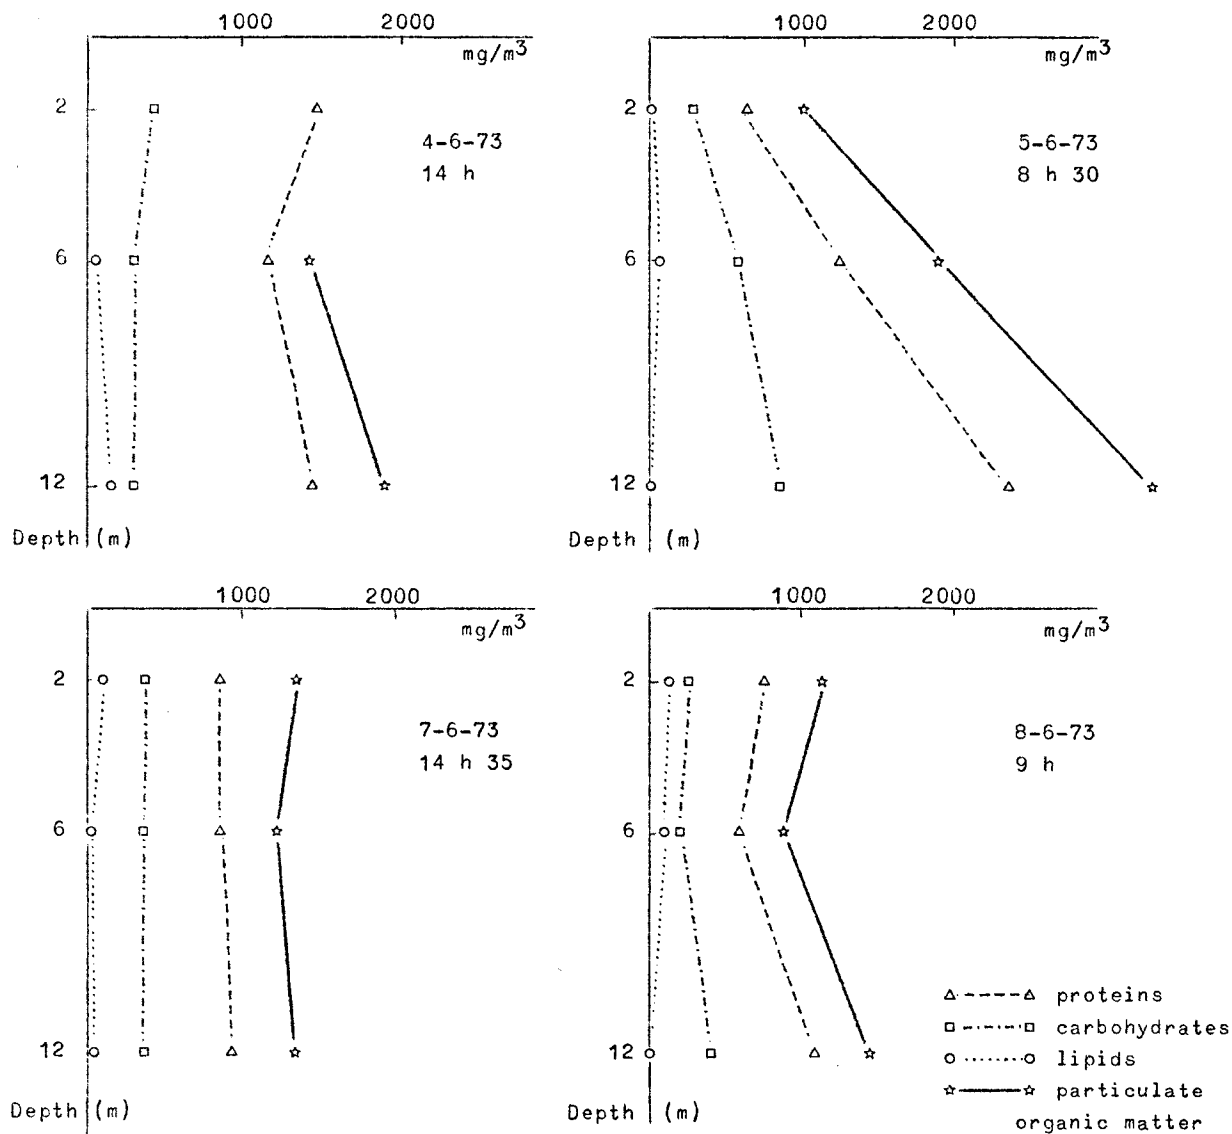 1000 2000
mg/m³
2
4-6-73
14 h
6
12
Depth (m)
1000 2000
mg/m³
2
5-6-73
8 h 30
6
12
Depth (m)
1000 2000
mg/m³
2
7-6-73
14 h 35
6
12
Depth (m)
1000 2000
mg/m³
2
8-6-73
9 h
6
12
Depth (m)
proteins
carbohydrates
lipids
particulate
organic matter